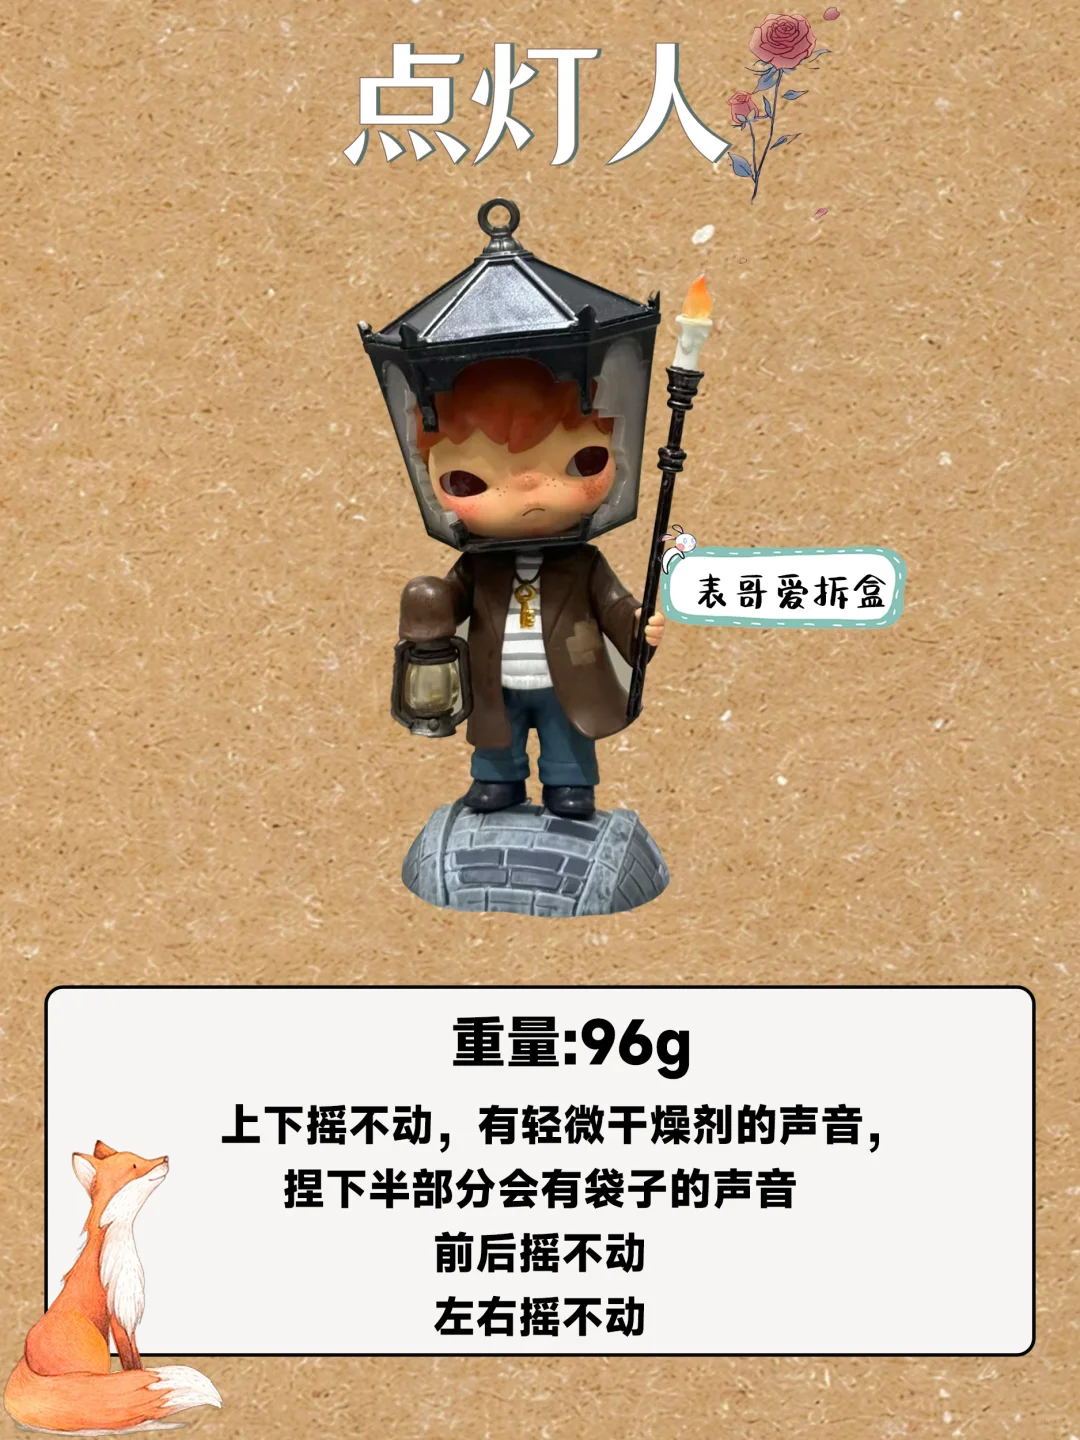 点灯人
表哥爱拆盒
重量:96g
上下摇不动，有轻微干燥剂的声音，
捏下半部分会有袋子的声音
前后摇不动
左右摇不动